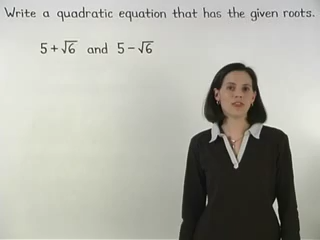 Write a quadratic equation that has the given roots.
5+√6 and 5-√6